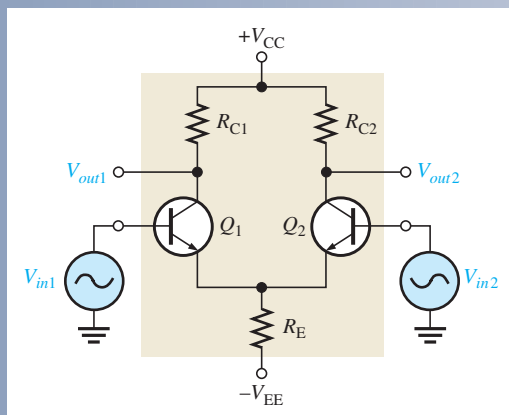 +VCC
RC1
RC2
Vout1
Vout2
Q1
Q2
Vin1
Vin2
RE
−VEE